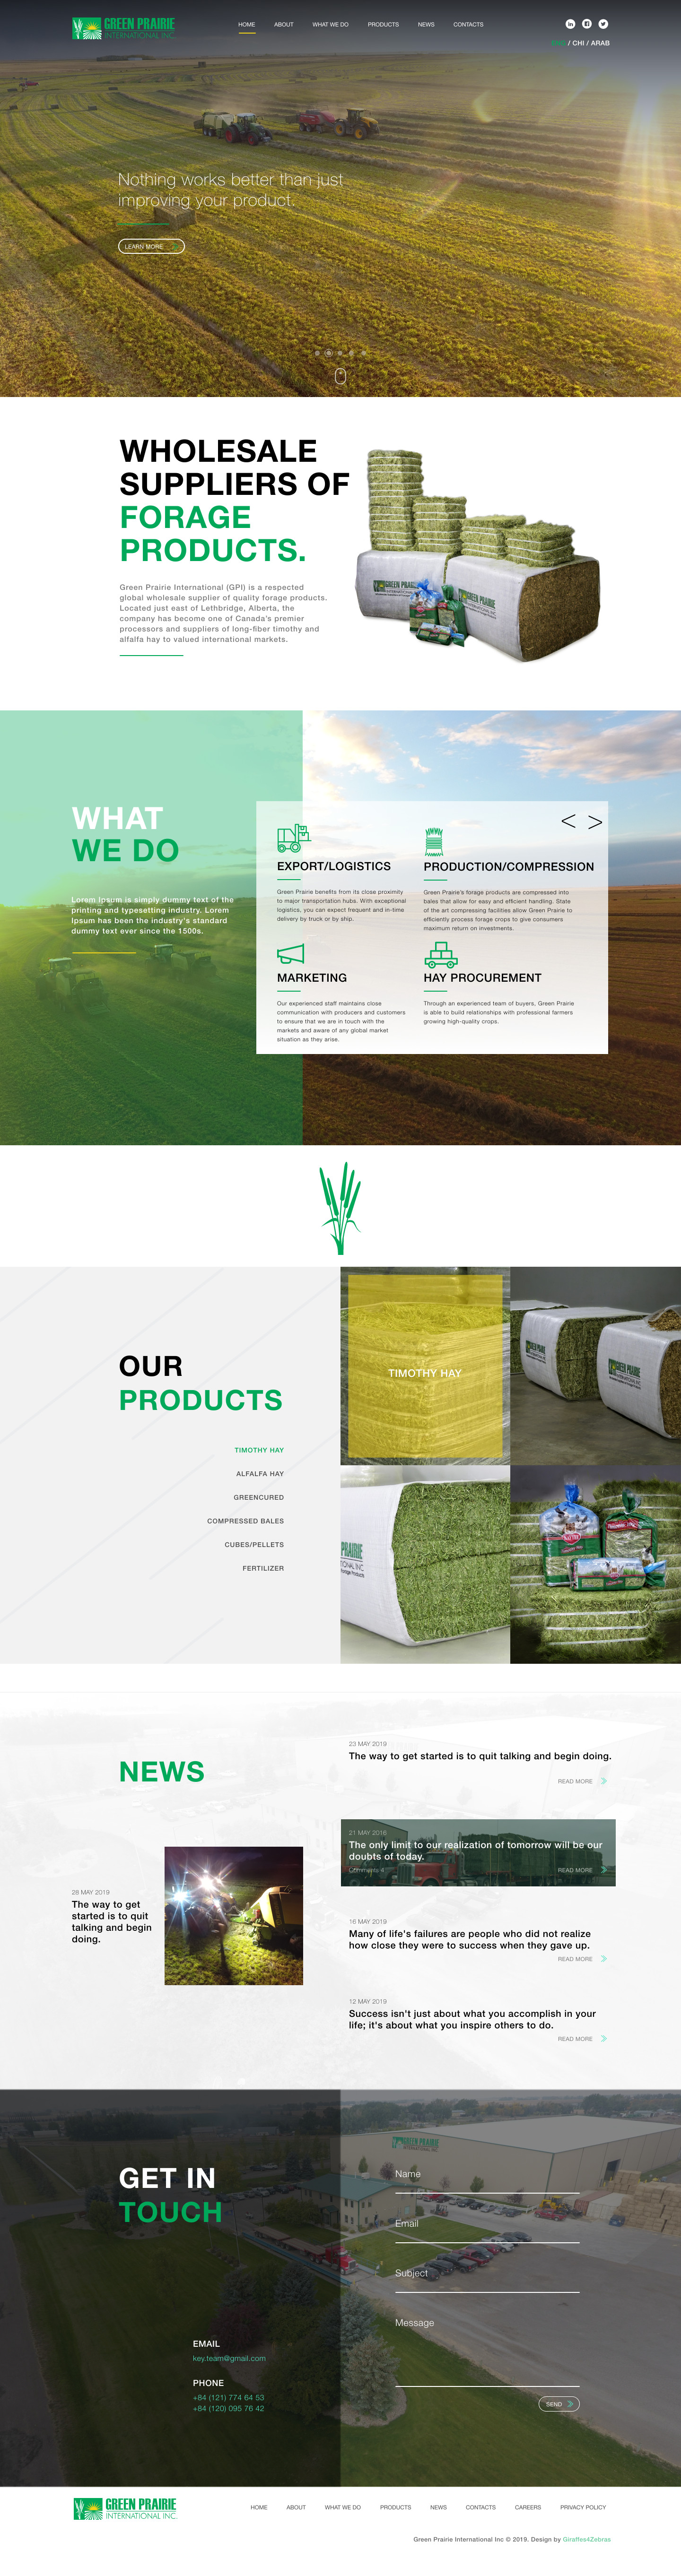 GREEN PRAIRIE
INTERNATIONAL INC.
HOME ABOUT WHAT WE DO PRODUCTS NEWS CONTACTS
ENG / CHI / ARAB
Nothing works better than just
improving your product.
LEARN MORE
WHOLESALE
SUPPLIERS OF
FORAGE
PRODUCTS.
Green Prairie International (GPI) is a respected
global wholesale supplier of quality forage products.
Located just east of Lethbridge, Alberta, the
company has become one of Canada's premier
processors and suppliers of long-fiber timothy and
alfalfa hay to valued international markets.
WHAT
WE DO
Lorem Ipsum is simply dummy text of the
printing and typesetting industry. Lorem
Ipsum has been the industry's standard
dummy text ever since the 1500s.
EXPORT/LOGISTICS
Green Prairie benefits from its close proximity
to major transportation hubs. With exceptional
logistics, you can expect frequent and in-time
delivery by truck or by ship.
PRODUCTION/COMPRESSION
Green Prairie's forage products are compressed into
bales that allow for easy and efficient handling. State
of the art compressing facilities allow Green Prairie to
efficiently process forage crops to give consumers
maximum return on investments.
MARKETING
Our experienced staff maintains close
communication with producers and customers
to ensure that we are in touch with the
markets and aware of any global market
situation as they arise.
HAY PROCUREMENT
Through an experienced team of buyers, Green Prairie
is able to build relationships with professional farmers
growing high-quality crops.
OUR
PRODUCTS
TIMOTHY HAY
ALFALFA HAY
GREENCURED
COMPRESSED BALES
CUBES/PELLETS
FERTILIZER
TIMOTHY HAY
NEWS
28 MAY 2019
The way to get
started is to quit
talking and begin
doing.
23 MAY 2019
The way to get started is to quit talking and begin doing.
READ MORE
21 MAY 2016
The only limit to our realization of tomorrow will be our
doubts of today.
Comments 4
READ MORE
16 MAY 2019
Many of life's failures are people who did not realize
how close they were to success when they gave up.
READ MORE
12 MAY 2019
Success isn't just about what you accomplish in your
life; it's about what you inspire others to do.
READ MORE
GET IN
TOUCH
EMAIL
key.team@gmail.com
PHONE
+84 (121) 774 64 53
+84 (120) 095 76 42
Name
Email
Subject
Message
SEND
GREEN PRAIRIE
INTERNATIONAL INC.
HOME ABOUT WHAT WE DO PRODUCTS NEWS CONTACTS CAREERS PRIVACY POLICY
Green Prairie International Inc © 2019. Design by Giraffes4Zebras